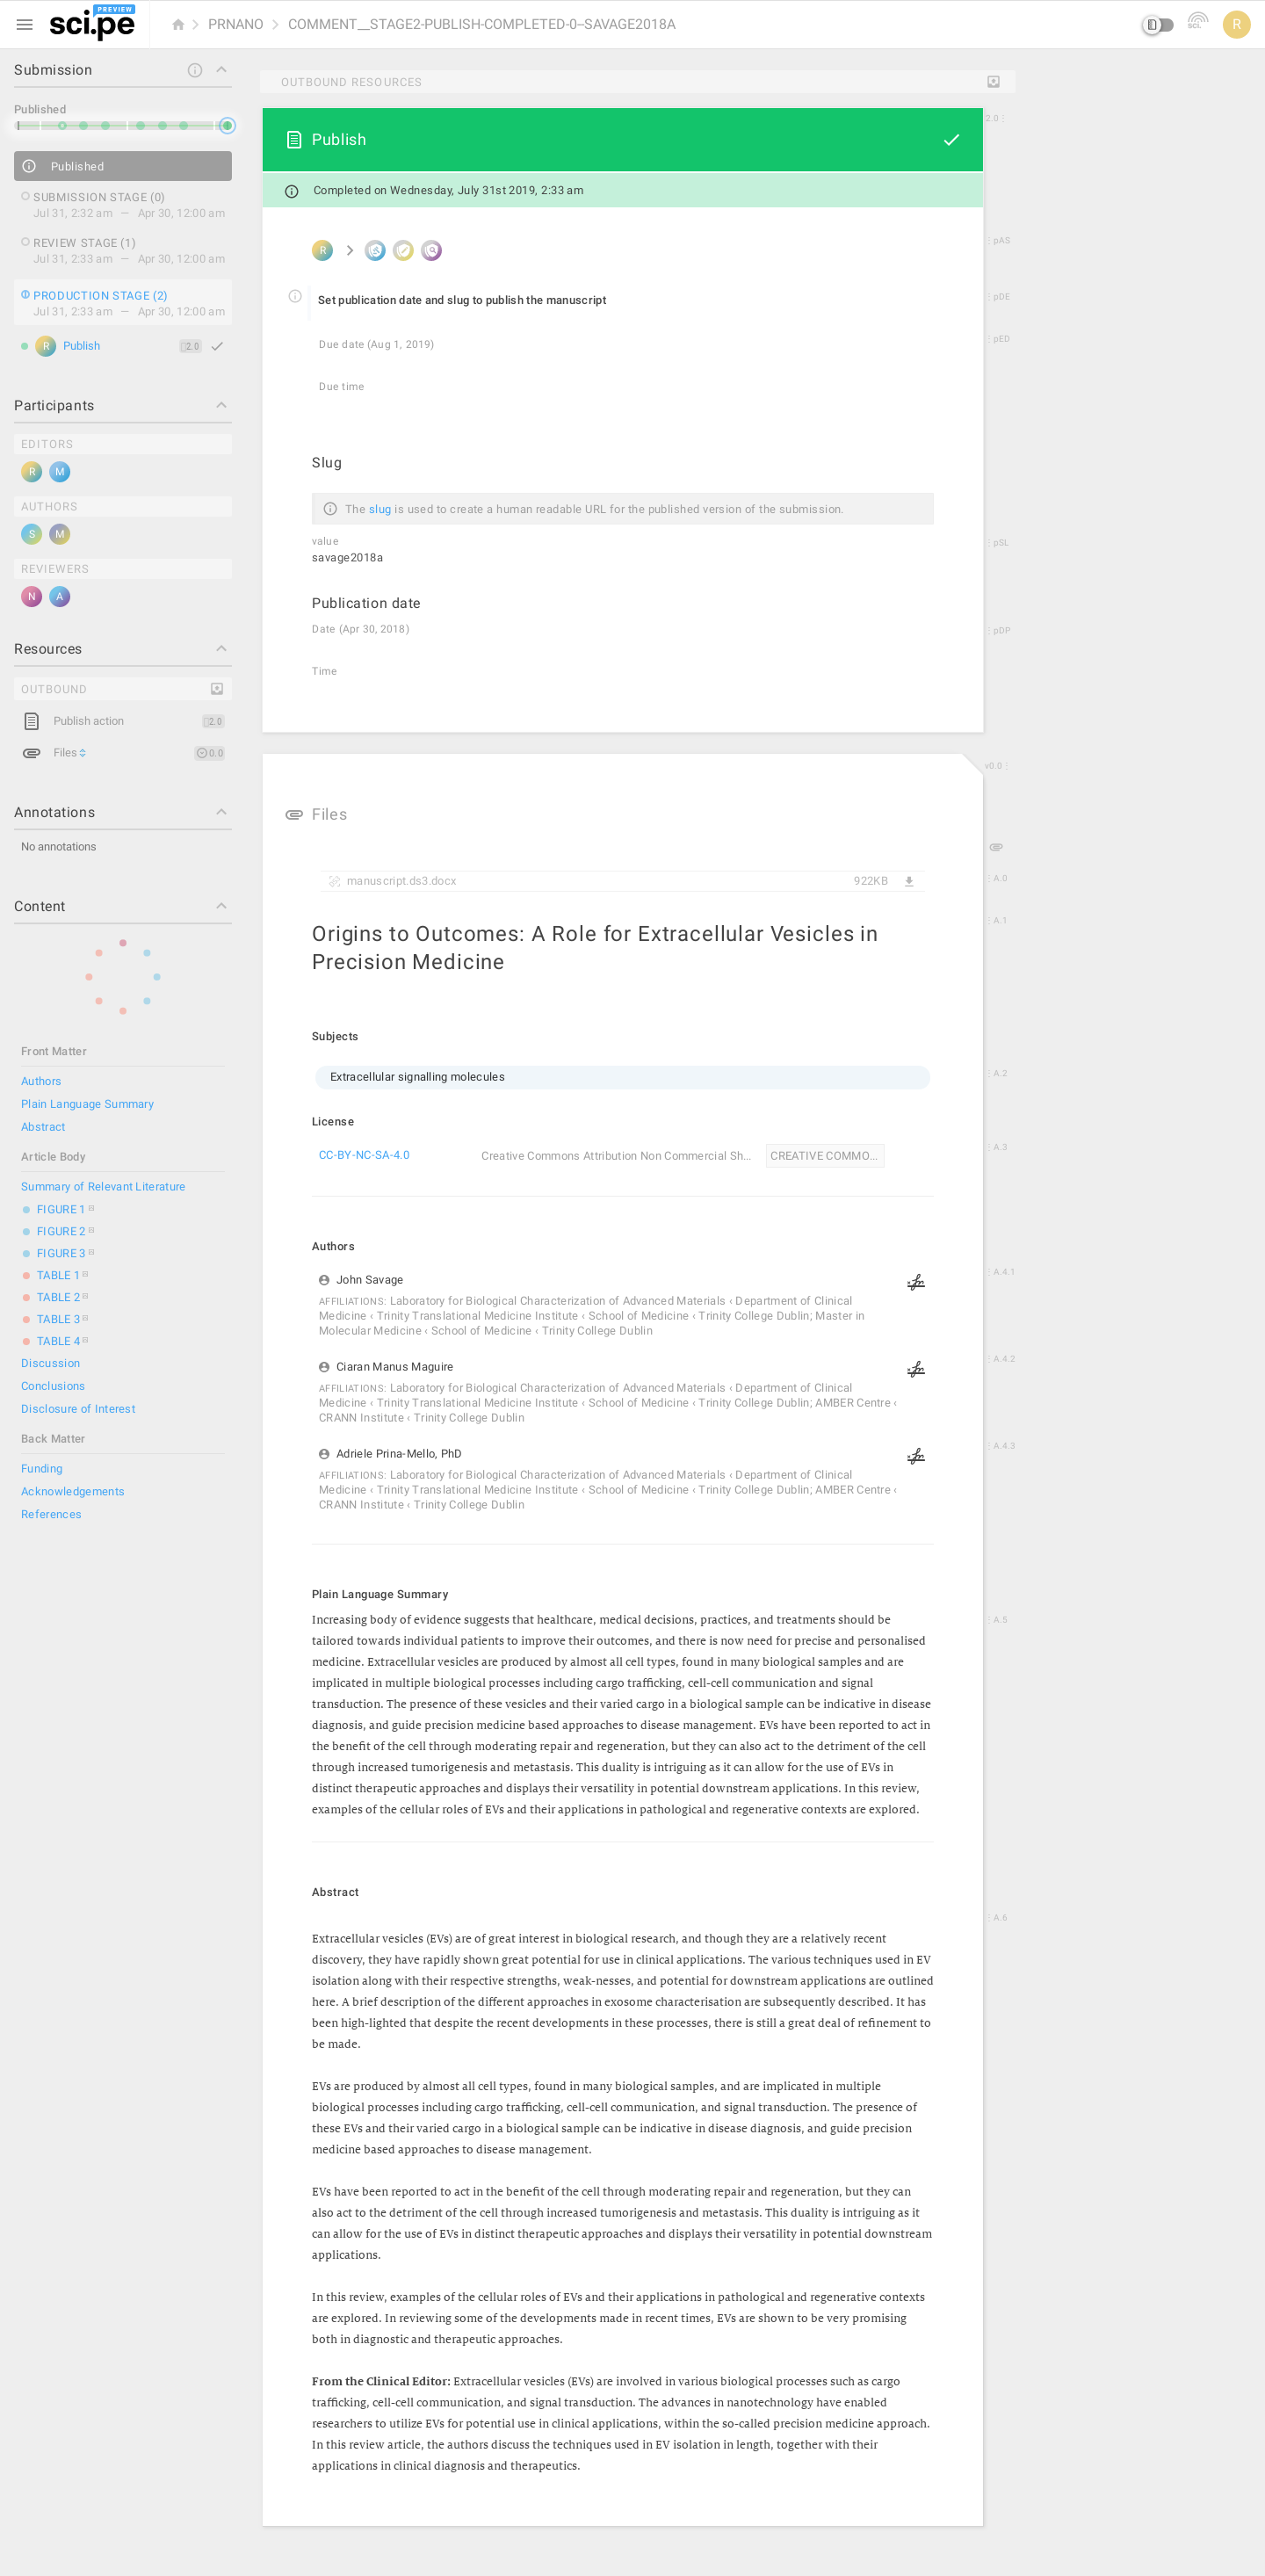 PREVIEW
sci.pe
PRNANO
COMMENT__STAGE2-PUBLISH-COMPLETED-0--SAVAGE2018A
SCI.
R
Submission
Published
Published
SUBMISSION STAGE (0)
Jul 31, 2:32 am — Apr 30, 12:00 am
REVIEW STAGE (1)
Jul 31, 2:33 am — Apr 30, 12:00 am
PRODUCTION STAGE (2)
Jul 31, 2:33 am — Apr 30, 12:00 am
R Publish 2.0
Participants
EDITORS
R M
AUTHORS
S M
REVIEWERS
N A
Resources
OUTBOUND
Publish action 2.0
Files 0.0
Annotations
No annotations
Content
Front Matter
Authors
Plain Language Summary
Abstract
Article Body
Summary of Relevant Literature
FIGURE 1
FIGURE 2
FIGURE 3
TABLE 1
TABLE 2
TABLE 3
TABLE 4
Discussion
Conclusions
Disclosure of Interest
Back Matter
Funding
Acknowledgements
References
OUTBOUND RESOURCES
Publish
2.0
Completed on Wednesday, July 31st 2019, 2:33 am
R
pAS
Set publication date and slug to publish the manuscript
pDE
Due date (Aug 1, 2019)
pED
Due time
Slug
The slug is used to create a human readable URL for the published version of the submission.
pSL
value
savage2018a
Publication date
Date (Apr 30, 2018)
pDP
Time
v0.0
Files
manuscript.ds3.docx 922KB
A.0
Origins to Outcomes: A Role for Extracellular Vesicles in
Precision Medicine
A.1
Subjects
Extracellular signalling molecules
A.2
License
CC-BY-NC-SA-4.0 Creative Commons Attribution Non Commercial Sh... CREATIVE COMMO...
A.3
Authors
John Savage
A.4.1
AFFILIATIONS: Laboratory for Biological Characterization of Advanced Materials ‹ Department of Clinical
Medicine ‹ Trinity Translational Medicine Institute ‹ School of Medicine ‹ Trinity College Dublin; Master in
Molecular Medicine ‹ School of Medicine ‹ Trinity College Dublin
Ciaran Manus Maguire
A.4.2
AFFILIATIONS: Laboratory for Biological Characterization of Advanced Materials ‹ Department of Clinical
Medicine ‹ Trinity Translational Medicine Institute ‹ School of Medicine ‹ Trinity College Dublin; AMBER Centre ‹
CRANN Institute ‹ Trinity College Dublin
Adriele Prina-Mello, PhD
A.4.3
AFFILIATIONS: Laboratory for Biological Characterization of Advanced Materials ‹ Department of Clinical
Medicine ‹ Trinity Translational Medicine Institute ‹ School of Medicine ‹ Trinity College Dublin; AMBER Centre ‹
CRANN Institute ‹ Trinity College Dublin
Plain Language Summary
A.5
Increasing body of evidence suggests that healthcare, medical decisions, practices, and treatments should be
tailored towards individual patients to improve their outcomes, and there is now need for precise and personalised
medicine. Extracellular vesicles are produced by almost all cell types, found in many biological samples and are
implicated in multiple biological processes including cargo trafficking, cell-cell communication and signal
transduction. The presence of these vesicles and their varied cargo in a biological sample can be indicative in disease
diagnosis, and guide precision medicine based approaches to disease management. EVs have been reported to act in
the benefit of the cell through moderating repair and regeneration, but they can also act to the detriment of the cell
through increased tumorigenesis and metastasis. This duality is intriguing as it can allow for the use of EVs in
distinct therapeutic approaches and displays their versatility in potential downstream applications. In this review,
examples of the cellular roles of EVs and their applications in pathological and regenerative contexts are explored.
Abstract
A.6
Extracellular vesicles (EVs) are of great interest in biological research, and though they are a relatively recent
discovery, they have rapidly shown great potential for use in clinical applications. The various techniques used in EV
isolation along with their respective strengths, weak-nesses, and potential for downstream applications are outlined
here. A brief description of the different approaches in exosome characterisation are subsequently described. It has
been high-lighted that despite the recent developments in these processes, there is still a great deal of refinement to
be made.
EVs are produced by almost all cell types, found in many biological samples, and are implicated in multiple
biological processes including cargo trafficking, cell-cell communication, and signal transduction. The presence of
these EVs and their varied cargo in a biological sample can be indicative in disease diagnosis, and guide precision
medicine based approaches to disease management.
EVs have been reported to act in the benefit of the cell through moderating repair and regeneration, but they can
also act to the detriment of the cell through increased tumorigenesis and metastasis. This duality is intriguing as it
can allow for the use of EVs in distinct therapeutic approaches and displays their versatility in potential downstream
applications.
In this review, examples of the cellular roles of EVs and their applications in pathological and regenerative contexts
are explored. In reviewing some of the developments made in recent times, EVs are shown to be very promising
both in diagnostic and therapeutic approaches.
From the Clinical Editor: Extracellular vesicles (EVs) are involved in various biological processes such as cargo
trafficking, cell-cell communication, and signal transduction. The advances in nanotechnology have enabled
researchers to utilize EVs for potential use in clinical applications, within the so-called precision medicine approach.
In this review article, the authors discuss the techniques used in EV isolation in length, together with their
applications in clinical diagnosis and therapeutics.